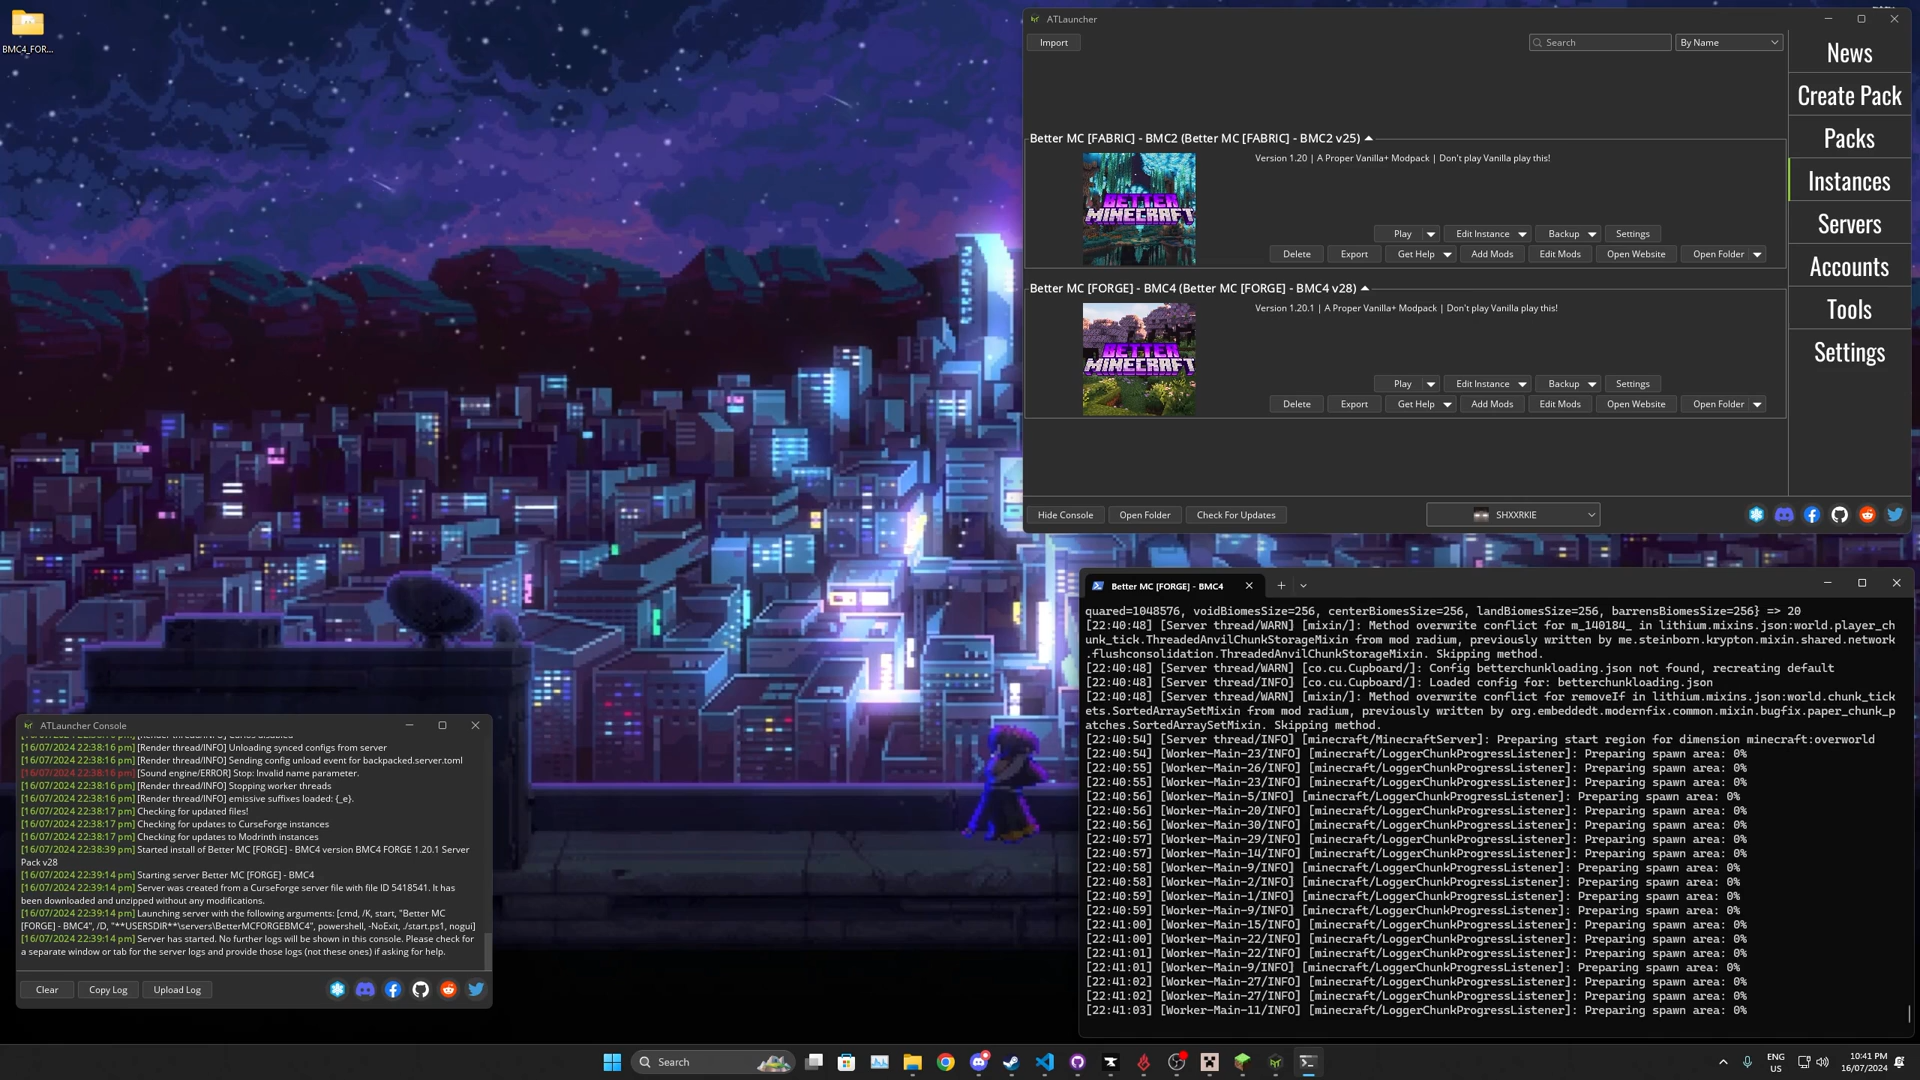 BMC4_FOR...
ATLauncher
Import
Search
By Name
News
Create Pack
Packs
Instances
Servers
Accounts
Tools
Settings
Better MC [FABRIC] - BMC2 (Better MC [FABRIC] - BMC2 v25)
Version 1.20 | A Proper Vanilla+ Modpack | Don't play Vanilla play this!
BETTER
MINECRAFT
Play
Edit Instance
Backup
Settings
Delete
Export
Get Help
Add Mods
Edit Mods
Open Website
Open Folder
Better MC [FORGE] - BMC4 (Better MC [FORGE] - BMC4 v28)
Version 1.20.1 | A Proper Vanilla+ Modpack | Don't play Vanilla play this!
BETTER
MINECRAFT
Play
Edit Instance
Backup
Settings
Delete
Export
Get Help
Add Mods
Edit Mods
Open Website
Open Folder
Hide Console
Open Folder
Check For Updates
SHXXRKIE
Better MC [FORGE] - BMC4
quared=1048576, voidBiomesSize=256, centerBiomesSize=256, landBiomesSize=256, barrensBiomesSize=256} => 20
[22:40:48] [Server thread/WARN] [mixin/]: Method overwrite conflict for m_140184_ in lithium.mixins.json:world.player_ch
unk_tick.ThreadedAnvilChunkStorageMixin from mod radium, previously written by me.steinborn.krypton.mixin.shared.network
.flushconsolidation.ThreadedAnvilChunkStorageMixin. Skipping method.
[22:40:48] [Server thread/WARN] [co.cu.Cupboard/]: Config betterchunkloading.json not found, recreating default
[22:40:48] [Server thread/INFO] [co.cu.Cupboard/]: Loaded config for: betterchunkloading.json
[22:40:48] [Server thread/WARN] [mixin/]: Method overwrite conflict for removeIf in lithium.mixins.json:world.chunk_tick
ets.SortedArraySetMixin from mod radium, previously written by org.embeddedt.modernfix.common.mixin.bugfix.paper_chunk_p
atches.SortedArraySetMixin. Skipping method.
[22:40:54] [Server thread/INFO] [minecraft/MinecraftServer]: Preparing start region for dimension minecraft:overworld
[22:40:54] [Worker-Main-23/INFO] [minecraft/LoggerChunkProgressListener]: Preparing spawn area: 0%
[22:40:55] [Worker-Main-26/INFO] [minecraft/LoggerChunkProgressListener]: Preparing spawn area: 0%
[22:40:55] [Worker-Main-23/INFO] [minecraft/LoggerChunkProgressListener]: Preparing spawn area: 0%
[22:40:56] [Worker-Main-5/INFO] [minecraft/LoggerChunkProgressListener]: Preparing spawn area: 0%
[22:40:56] [Worker-Main-20/INFO] [minecraft/LoggerChunkProgressListener]: Preparing spawn area: 0%
[22:40:56] [Worker-Main-30/INFO] [minecraft/LoggerChunkProgressListener]: Preparing spawn area: 0%
[22:40:57] [Worker-Main-29/INFO] [minecraft/LoggerChunkProgressListener]: Preparing spawn area: 0%
[22:40:57] [Worker-Main-14/INFO] [minecraft/LoggerChunkProgressListener]: Preparing spawn area: 0%
[22:40:58] [Worker-Main-9/INFO] [minecraft/LoggerChunkProgressListener]: Preparing spawn area: 0%
[22:40:58] [Worker-Main-2/INFO] [minecraft/LoggerChunkProgressListener]: Preparing spawn area: 0%
[22:40:59] [Worker-Main-1/INFO] [minecraft/LoggerChunkProgressListener]: Preparing spawn area: 0%
[22:40:59] [Worker-Main-9/INFO] [minecraft/LoggerChunkProgressListener]: Preparing spawn area: 0%
[22:41:00] [Worker-Main-15/INFO] [minecraft/LoggerChunkProgressListener]: Preparing spawn area: 0%
[22:41:00] [Worker-Main-22/INFO] [minecraft/LoggerChunkProgressListener]: Preparing spawn area: 0%
[22:41:01] [Worker-Main-22/INFO] [minecraft/LoggerChunkProgressListener]: Preparing spawn area: 0%
[22:41:01] [Worker-Main-9/INFO] [minecraft/LoggerChunkProgressListener]: Preparing spawn area: 0%
[22:41:02] [Worker-Main-27/INFO] [minecraft/LoggerChunkProgressListener]: Preparing spawn area: 0%
[22:41:02] [Worker-Main-27/INFO] [minecraft/LoggerChunkProgressListener]: Preparing spawn area: 0%
[22:41:03] [Worker-Main-11/INFO] [minecraft/LoggerChunkProgressListener]: Preparing spawn area: 0%
ATLauncher Console
[16/07/2024 22:38:16 pm] [Render thread/INFO] Unloading synced configs from server
[16/07/2024 22:38:16 pm] [Render thread/INFO] Sending config unload event for backpacked.server.toml
[16/07/2024 22:38:16 pm] [Sound engine/ERROR] Stop: Invalid name parameter.
[16/07/2024 22:38:16 pm] [Render thread/INFO] Stopping worker threads
[16/07/2024 22:38:16 pm] [Render thread/INFO] emissive suffixes loaded: {_e}.
[16/07/2024 22:38:17 pm] Checking for updated files!
[16/07/2024 22:38:17 pm] Checking for updates to CurseForge instances
[16/07/2024 22:38:17 pm] Checking for updates to Modrinth instances
[16/07/2024 22:38:39 pm] Started install of Better MC [FORGE] - BMC4 version BMC4 FORGE 1.20.1 Server
Pack v28
[16/07/2024 22:39:14 pm] Starting server Better MC [FORGE] - BMC4
[16/07/2024 22:39:14 pm] Server was created from a CurseForge server file with file ID 5418541. It has
been downloaded and unzipped without any modifications.
[16/07/2024 22:39:14 pm] Launching server with the following arguments: [cmd, /K, start, "Better MC
[FORGE] - BMC4", /D, "**USERSDIR**\servers\BetterMCFORGEBMC4", powershell, -NoExit, ./start.ps1, nogui]
[16/07/2024 22:39:14 pm] Server has started. No further logs will be shown in this console. Please check for
a separate window or tab for the server logs and provide those logs (not these ones) if asking for help.
Clear
Copy Log
Upload Log
Search
ENG
US
10:41 PM
16/07/2024